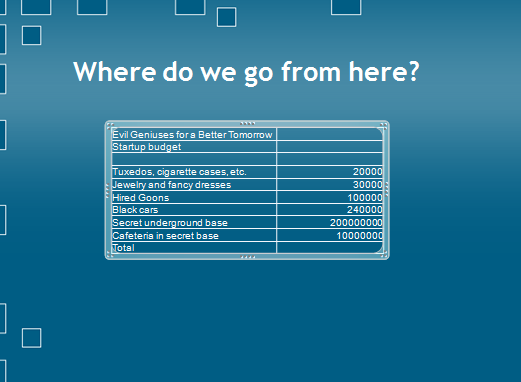 Where do we go from here?
Evil Geniuses for a Better Tomorrow
Startup budget
Tuxedos, cigarette cases, etc. 20000
Jewelry and fancy dresses 30000
Hired Goons 100000
Black cars 240000
Secret underground base 200000000
Cafeteria in secret base 10000000
Total